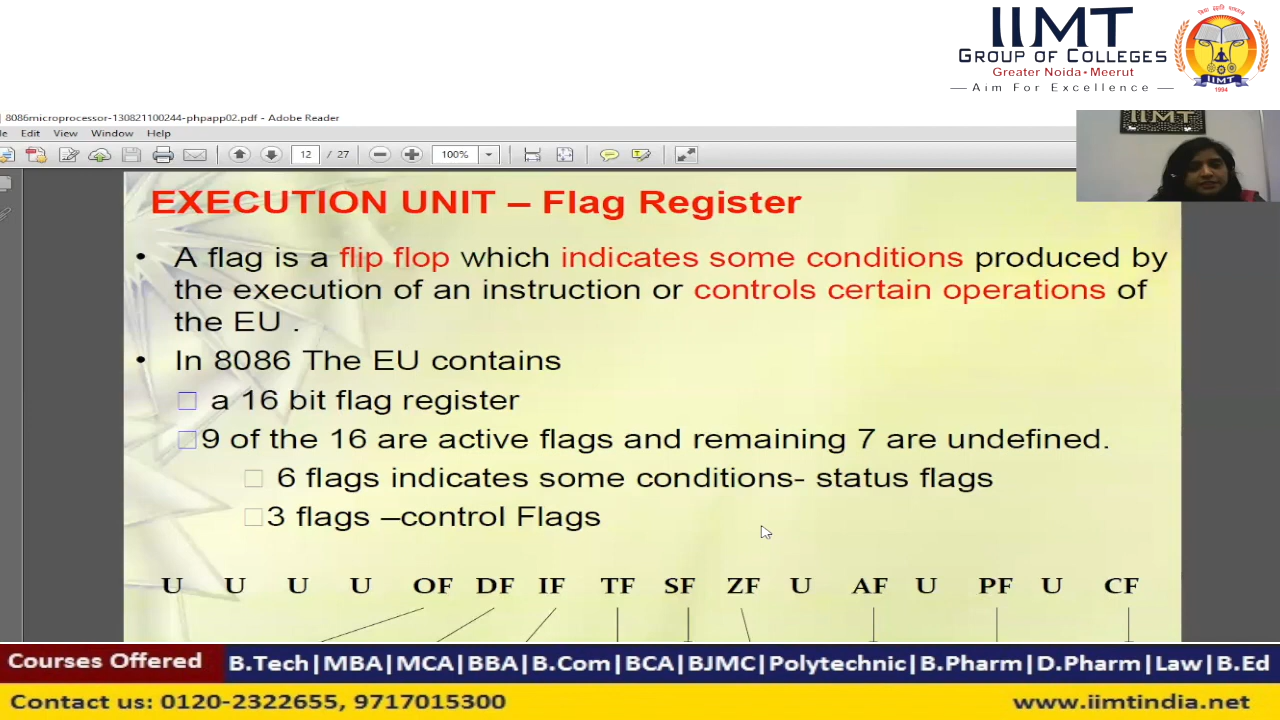 IIMT
GROUP OF COLLEGES
Greater Noida • Meerut
— Aim For Excellence —
IIMT
1994
8086microprocessor-130821100244-phpapp02.pdf - Adobe Reader
Edit View Window Help
12 / 27 100%
IIMT
EXECUTION UNIT – Flag Register
• A flag is a flip flop which indicates some conditions produced by
the execution of an instruction or controls certain operations of
the EU .
• In 8086 The EU contains
a 16 bit flag register
9 of the 16 are active flags and remaining 7 are undefined.
6 flags indicates some conditions- status flags
3 flags –control Flags
U U U U OF DF IF TF SF ZF U AF U PF U CF
Courses Offered B.Tech|MBA|MCA|BBA|B.Com|BCA|BJMC|Polytechnic|B.Pharm|D.Pharm|Law|B.Ed
Contact us: 0120-2322655, 9717015300 www.iimtindia.net